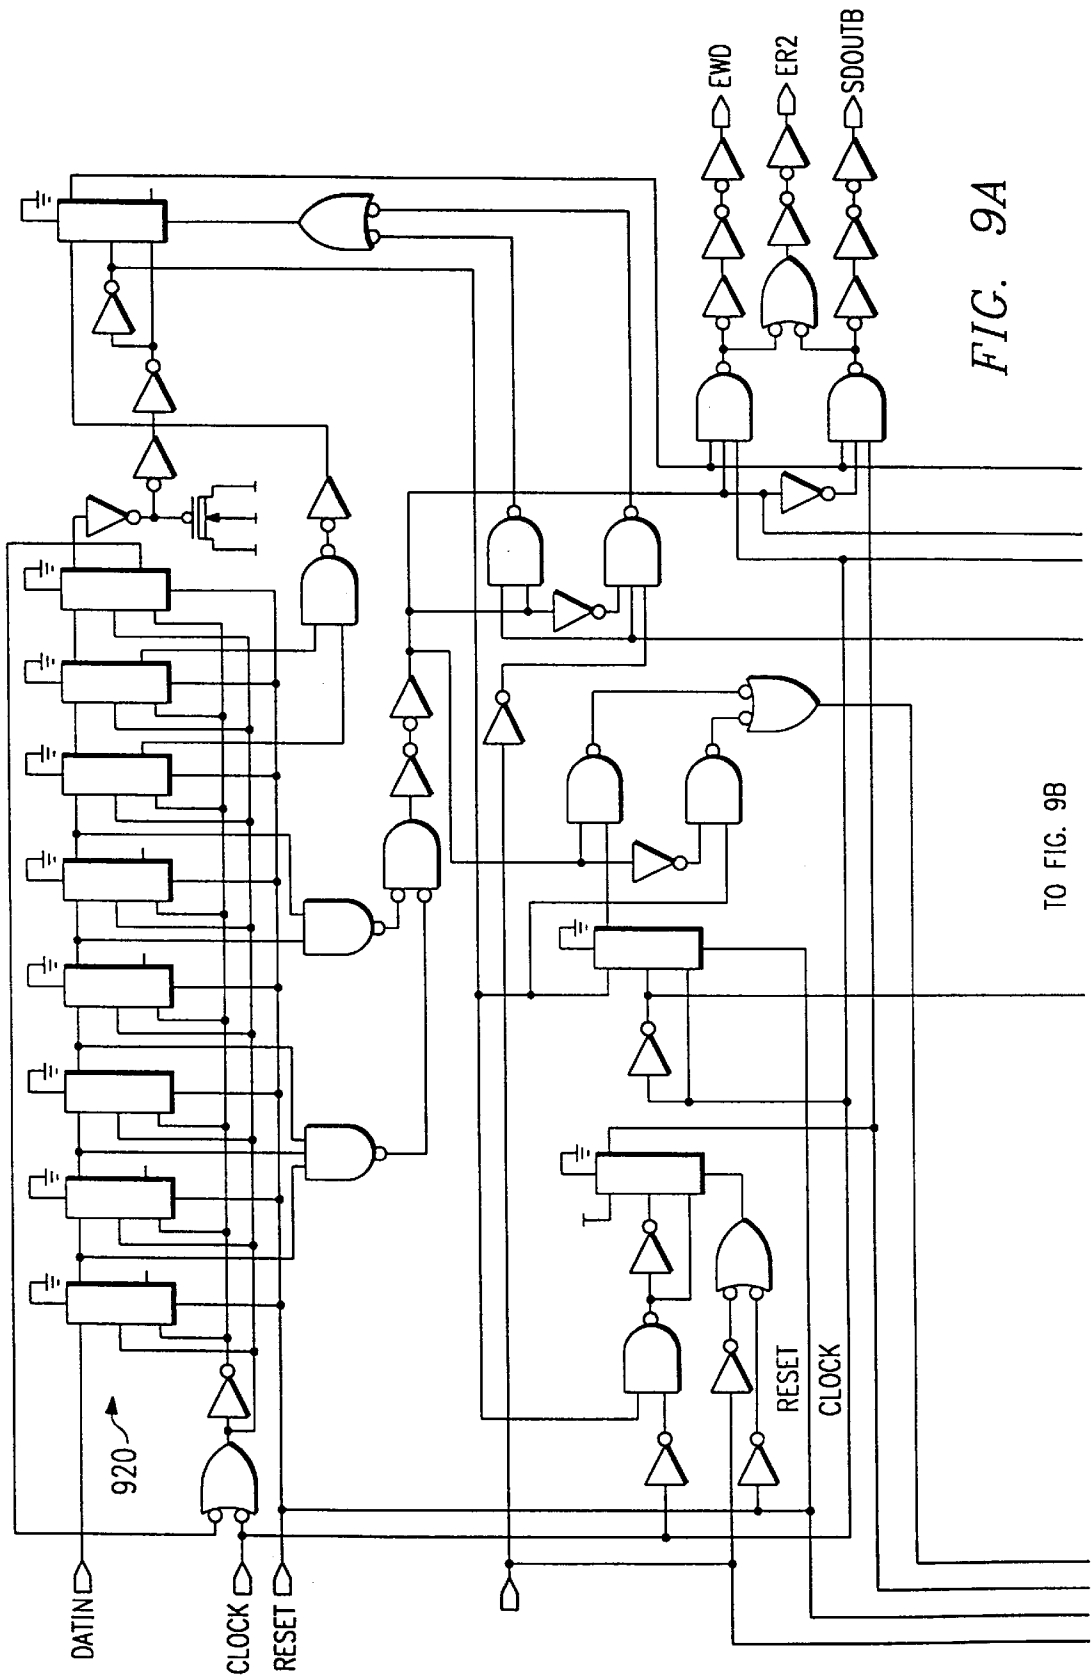 DATIN
CLOCK
RESET
920
RESET
CLOCK
EWD
ER2
SDOUTB
TO FIG. 9B
FIG. 9A